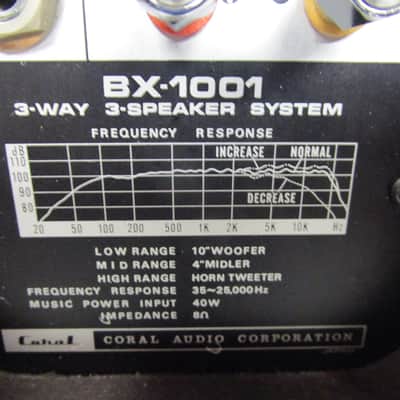 BX-1001
3-WAY 3-SPEAKER SYSTEM
FREQUENCY RESPONSE
dB
110
100
90
80
INCREASE NORMAL
DECREASE
20 50 100 200 500 1K 2K 5K 10K Hz
LOW RANGE 10"WOOFER
MID RANGE 4"MIDLER
HIGH RANGE HORN TWEETER
FREQUENCY RESPONSE 35~25,000Hz
MUSIC POWER INPUT 40W
IMPEDANCE 8Ω
Coral CORAL AUDIO CORPORATION